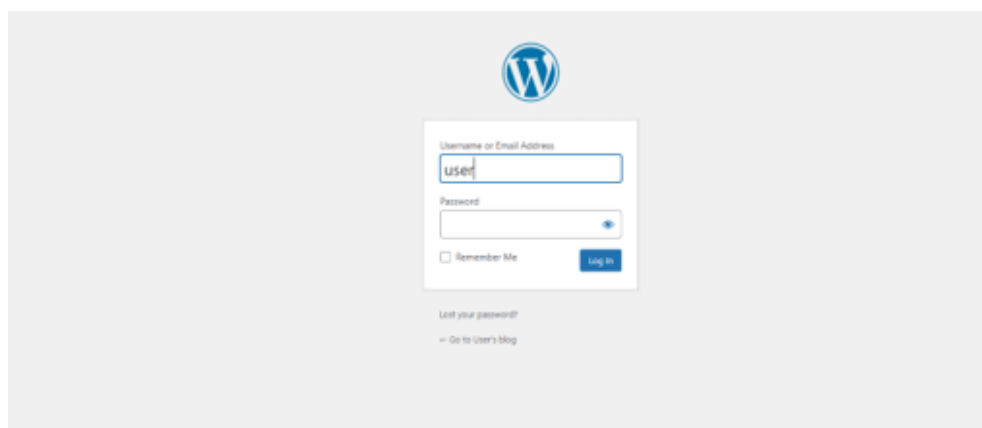 Username or Email Address
user
Password
Remember Me
Log In
Lost your password?
← Go to User's blog